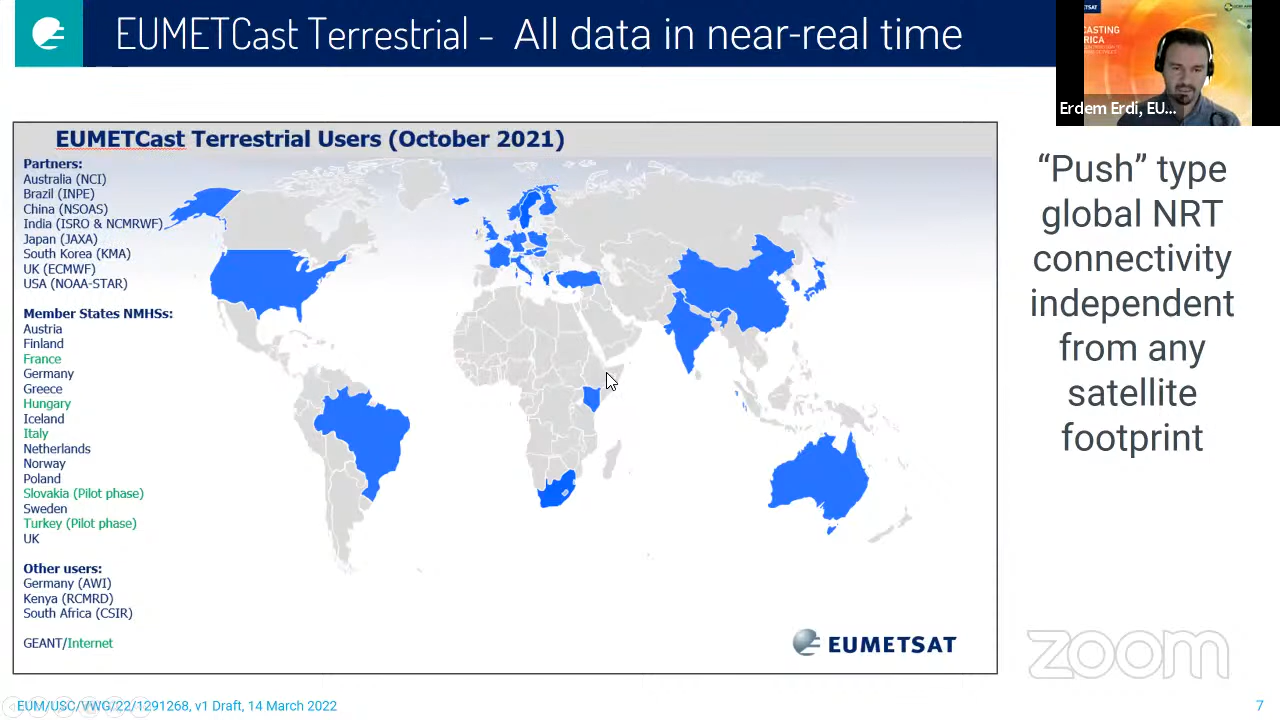 EUMETCast Terrestrial – All data in near-real time
EUMETSAT
CASTING
RICA
Erdem Erdi, EU...
EUMETCast Terrestrial Users (October 2021)
Partners:
Australia (NCI)
Brazil (INPE)
China (NSOAS)
India (ISRO & NCMRWF)
Japan (JAXA)
South Korea (KMA)
UK (ECMWF)
USA (NOAA-STAR)
Member States NMHSs:
Austria
Finland
France
Germany
Greece
Hungary
Iceland
Italy
Netherlands
Norway
Poland
Slovakia (Pilot phase)
Sweden
Turkey (Pilot phase)
UK
Other users:
Germany (AWI)
Kenya (RCMRD)
South Africa (CSIR)
GEANT/Internet
EUMETSAT
“Push” type
global NRT
connectivity
independent
from any
satellite
footprint
zoom
EUM/USC/VWG/22/1291268, v1 Draft, 14 March 2022
7